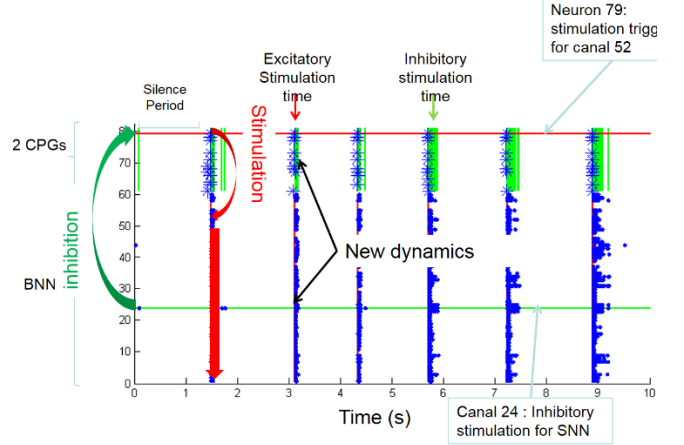 Neuron 79:
stimulation trigg
for canal 52
Excitatory
Stimulation
time
Inhibitory
stimulation
time
Silence
Period
Stimulation
2 CPGs
inhibition
BNN
New dynamics
80
70
60
50
40
30
20
10
0
0 1 2 3 4 5 6 7 8 9 10
Time (s)
Canal 24 : Inhibitory
stimulation for SNN